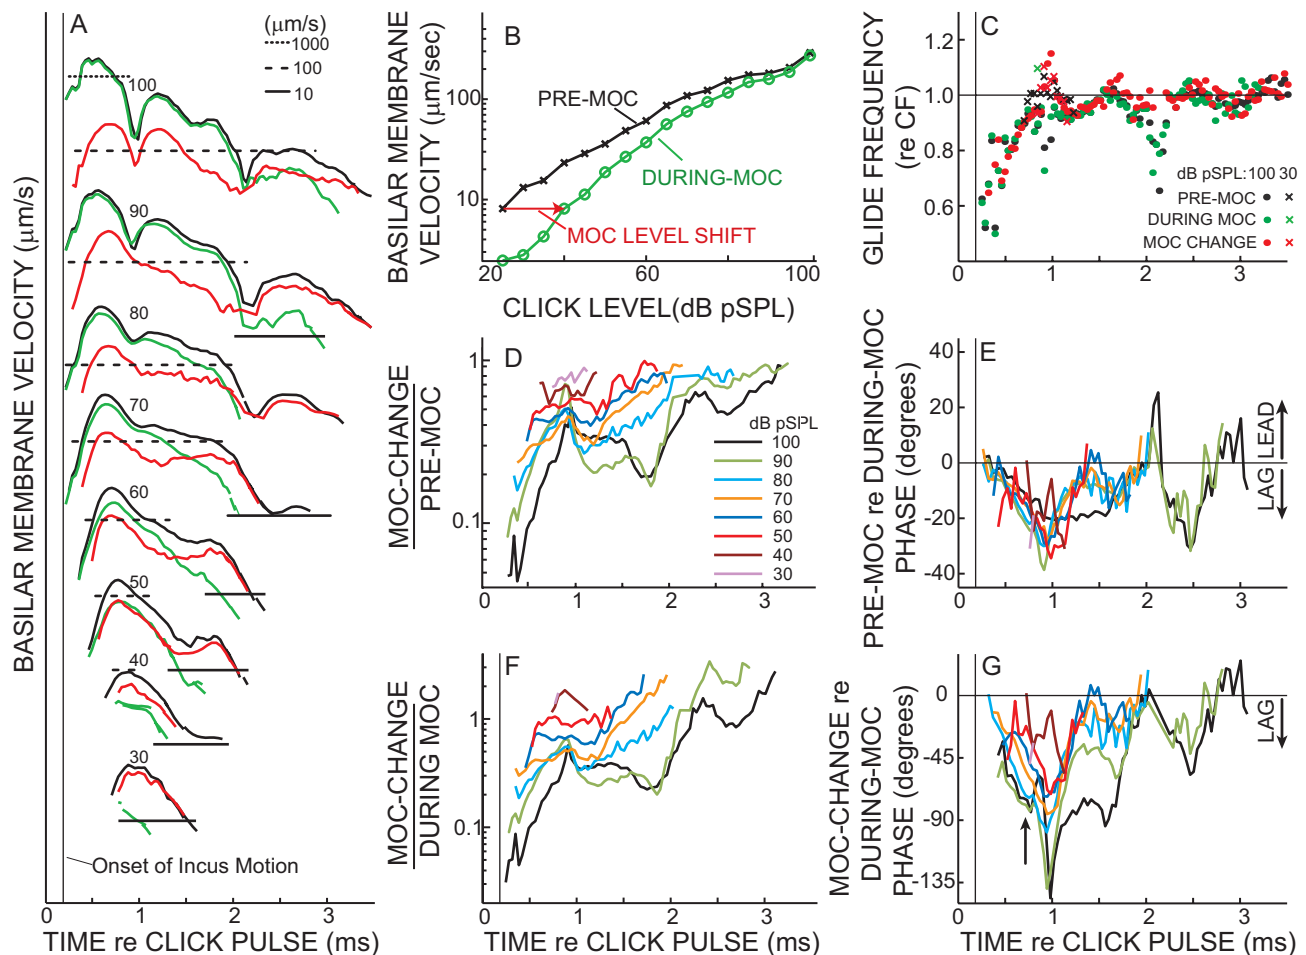 A
(μm/s)
1000
100
10
100
90
80
70
60
50
40
30
Onset of Incus Motion
BASILAR MEMBRANE VELOCITY (μm/s)
0 1 2 3
TIME re CLICK PULSE (ms)
B
BASILAR MEMBRANE
VELOCITY (μm/sec)
100
10
PRE-MOC
DURING-MOC
MOC LEVEL SHIFT
20 60 100
CLICK LEVEL(dB pSPL)
C
GLIDE FREQUENCY
(re CF)
1.2
1.0
0.8
0.6
dB pSPL:100 30
PRE-MOC
DURING MOC
MOC CHANGE
0 1 2 3
D
MOC-CHANGE
PRE-MOC
1
0.1
dB pSPL
100
90
80
70
60
50
40
30
0 1 2 3
E
PRE-MOC re DURING-MOC
PHASE (degrees)
40
20
0
-20
-40
LAG LEAD
0 1 2 3
F
MOC-CHANGE
DURING MOC
1
0.1
0 1 2 3
TIME re CLICK PULSE (ms)
G
MOC-CHANGE re
DURING-MOC
PHASE (degrees)
0
-45
-90
-135
LAG
0 1 2 3
TIME re CLICK PULSE (ms)